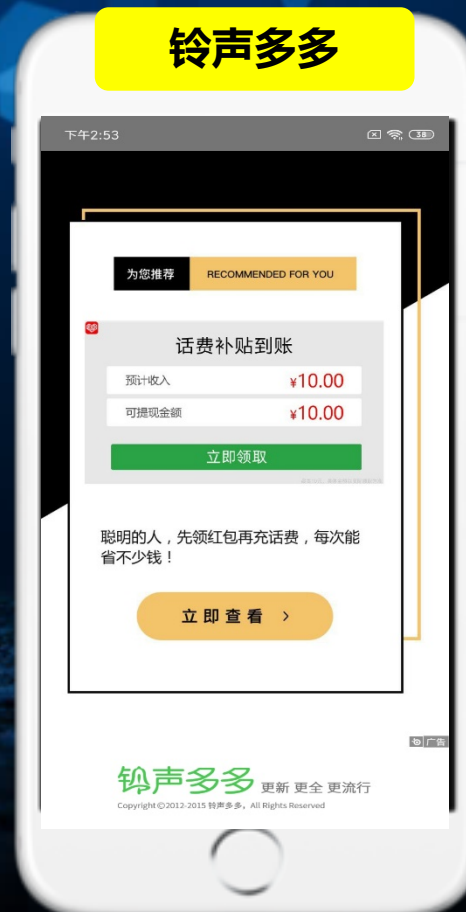 铃声多多
下午2:53
38
为您推荐 RECOMMENDED FOR YOU
话费补贴到账
预计收入 ¥10.00
可提现金额 ¥10.00
立即领取
聪明的人，先领红包再充话费，每次能
省不少钱！
立即查看 >
广告
铃声多多 更新 更全 更流行
Copyright©2012-2015 铃声多多。All Rights Reserved